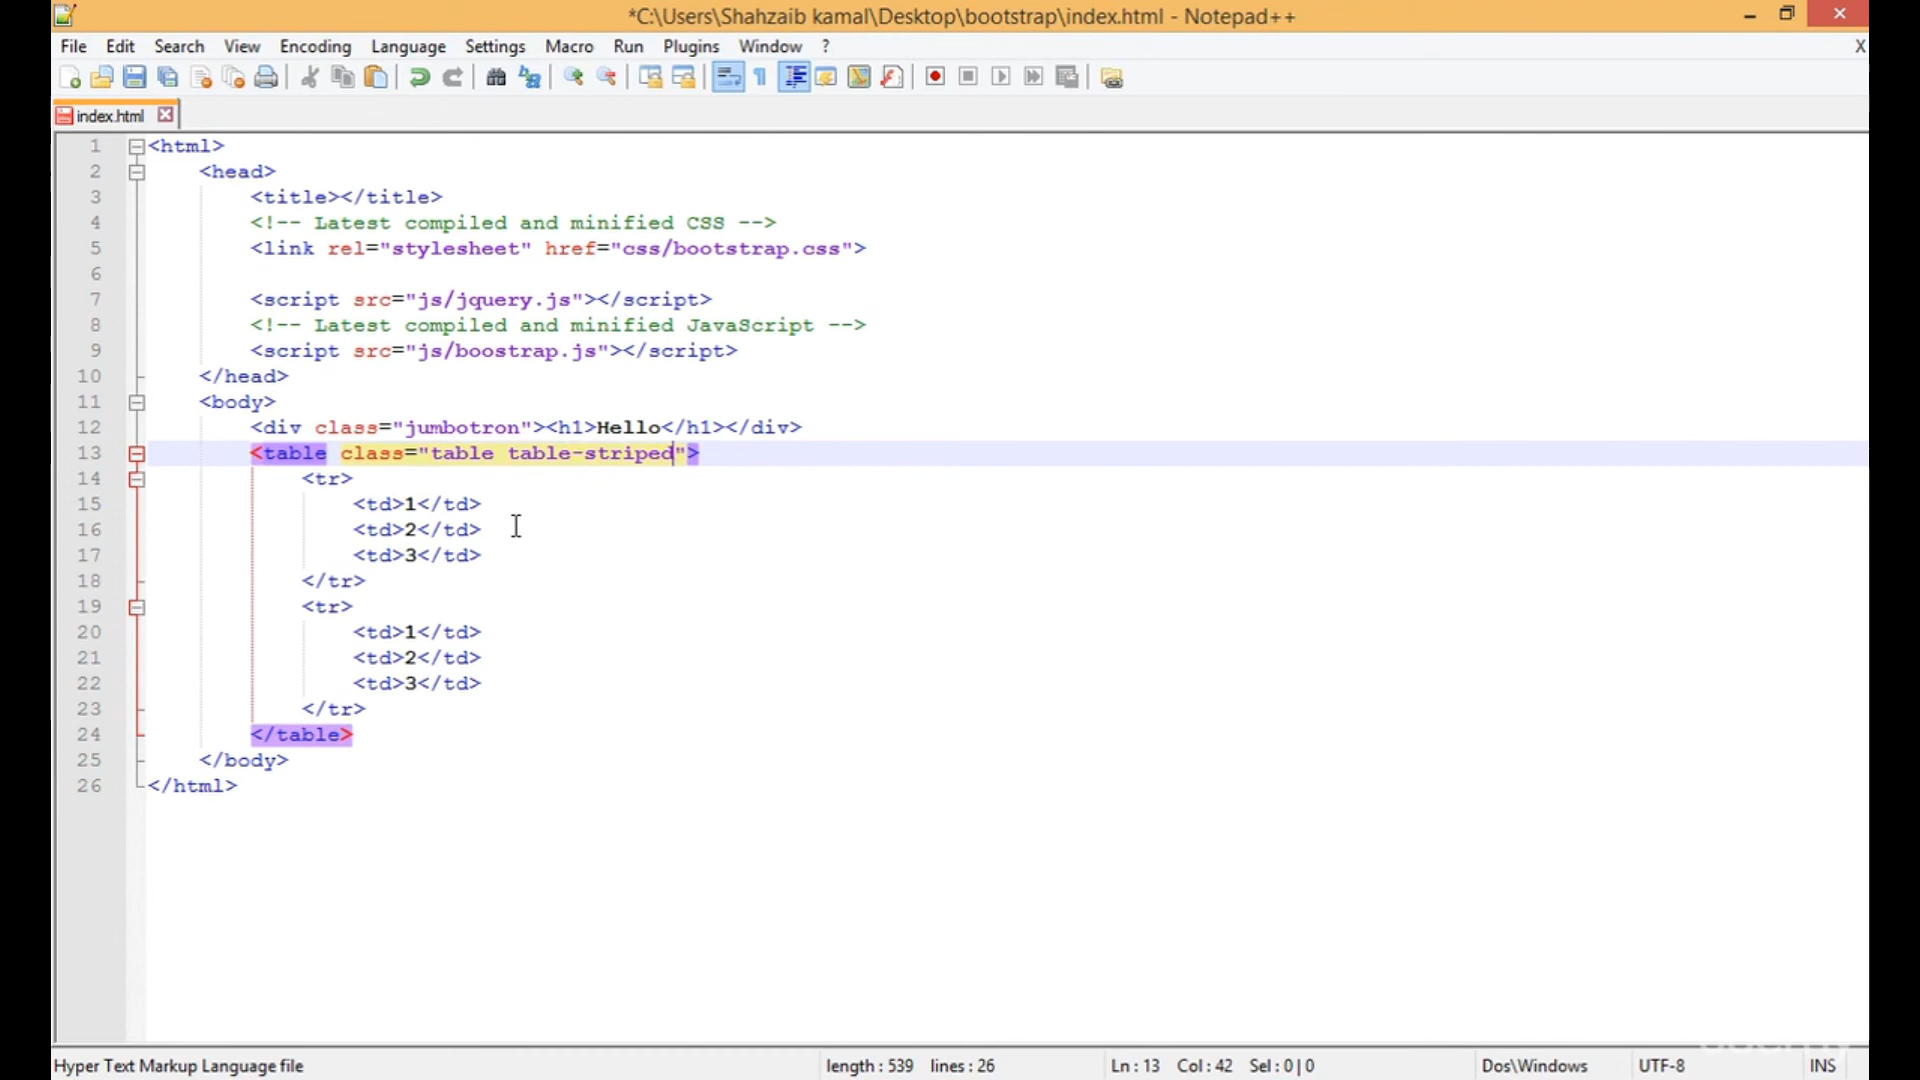 *C:\Users\Shahzaib kamal\Desktop\bootstrap\index.html - Notepad++
File Edit Search View Encoding Language Settings Macro Run Plugins Window ? X
index.html
1 <html>
2 <head>
3 <title></title>
4 <!-- Latest compiled and minified CSS -->
5 <link rel="stylesheet" href="css/bootstrap.css">
6
7 <script src="js/jquery.js"></script>
8 <!-- Latest compiled and minified JavaScript -->
9 <script src="js/boostrap.js"></script>
10 </head>
11 <body>
12 <div class="jumbotron"><h1>Hello</h1></div>
13 <table class="table table-striped">
14 <tr>
15 <td>1</td>
16 <td>2</td>
17 <td>3</td>
18 </tr>
19 <tr>
20 <td>1</td>
21 <td>2</td>
22 <td>3</td>
23 </tr>
24 </table>
25 </body>
26 </html>
Hyper Text Markup Language file length : 539 lines : 26 Ln : 13 Col : 42 Sel : 0 | 0 Dos\Windows UTF-8 INS